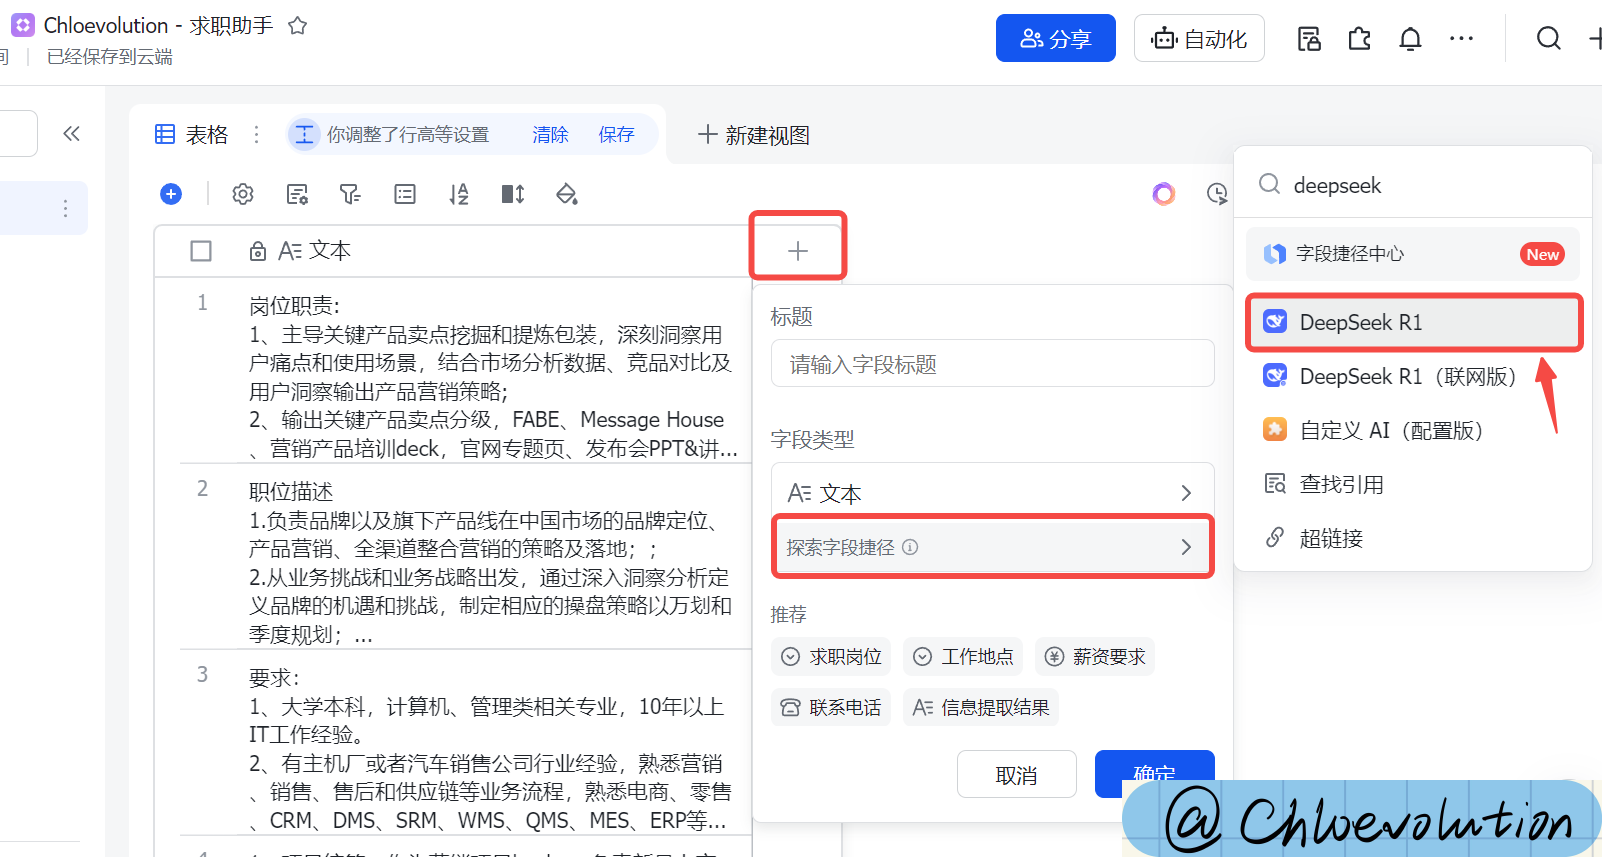 Chloevolution - 求职助手
间 | 已经保存到云端
分享
自动化
表格
你调整了行高等设置 清除 保存
新建视图
文本
1
岗位职责:
1、主导关键产品卖点挖掘和提炼包装，深刻洞察用
户痛点和使用场景，结合市场分析数据、竞品对比及
用户洞察输出产品营销策略;
2、输出关键产品卖点分级，FABE、Message House
、营销产品培训deck，官网专题页、发布会PPT&讲...
2
职位描述
1.负责品牌以及旗下产品线在中国市场的品牌定位、
产品营销、全渠道整合营销的策略及落地；;
2.从业务挑战和业务战略出发，通过深入洞察分析定
义品牌的机遇和挑战，制定相应的操盘策略以万划和
季度规划；...
3
要求:
1、大学本科，计算机、管理类相关专业，10年以上
IT工作经验。
2、有主机厂或者汽车销售公司行业经验，熟悉营销
、销售、售后和供应链等业务流程，熟悉电商、零售
、CRM、DMS、SRM、WMS、QMS、MES、ERP等...
标题
请输入字段标题
字段类型
文本
探索字段捷径
推荐
求职岗位
工作地点
薪资要求
联系电话
信息提取结果
取消
确定
deepseek
字段捷径中心 New
DeepSeek R1
DeepSeek R1（联网版）
自定义 AI（配置版）
查找引用
超链接
@Chloevolution